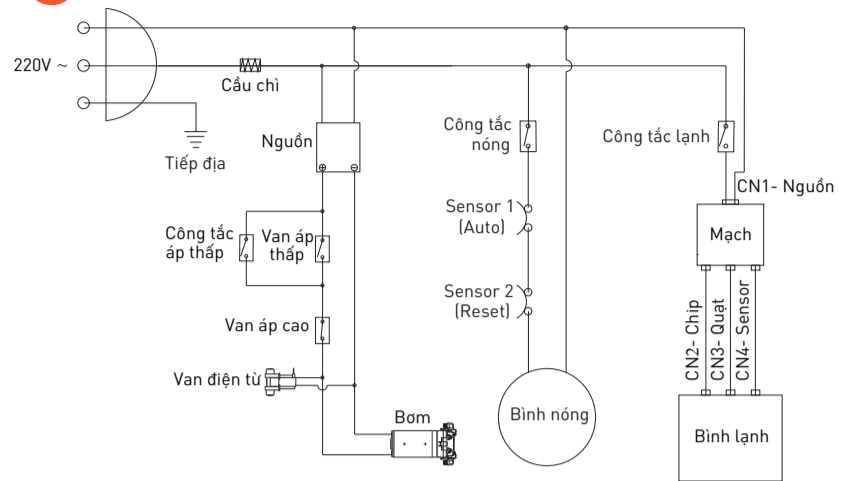 220V ~
Cầu chì
Tiếp địa
Nguồn
Công tắc
nóng
Công tắc lạnh
CN1- Nguồn
Sensor 1
(Auto)
Mạch
Công tắc
áp thấp
Van áp
thấp
Sensor 2
(Reset)
Van áp cao
CN2- Chip
CN3- Quạt
CN4- Sensor
Van điện từ
Bơm
Bình nóng
Bình lạnh